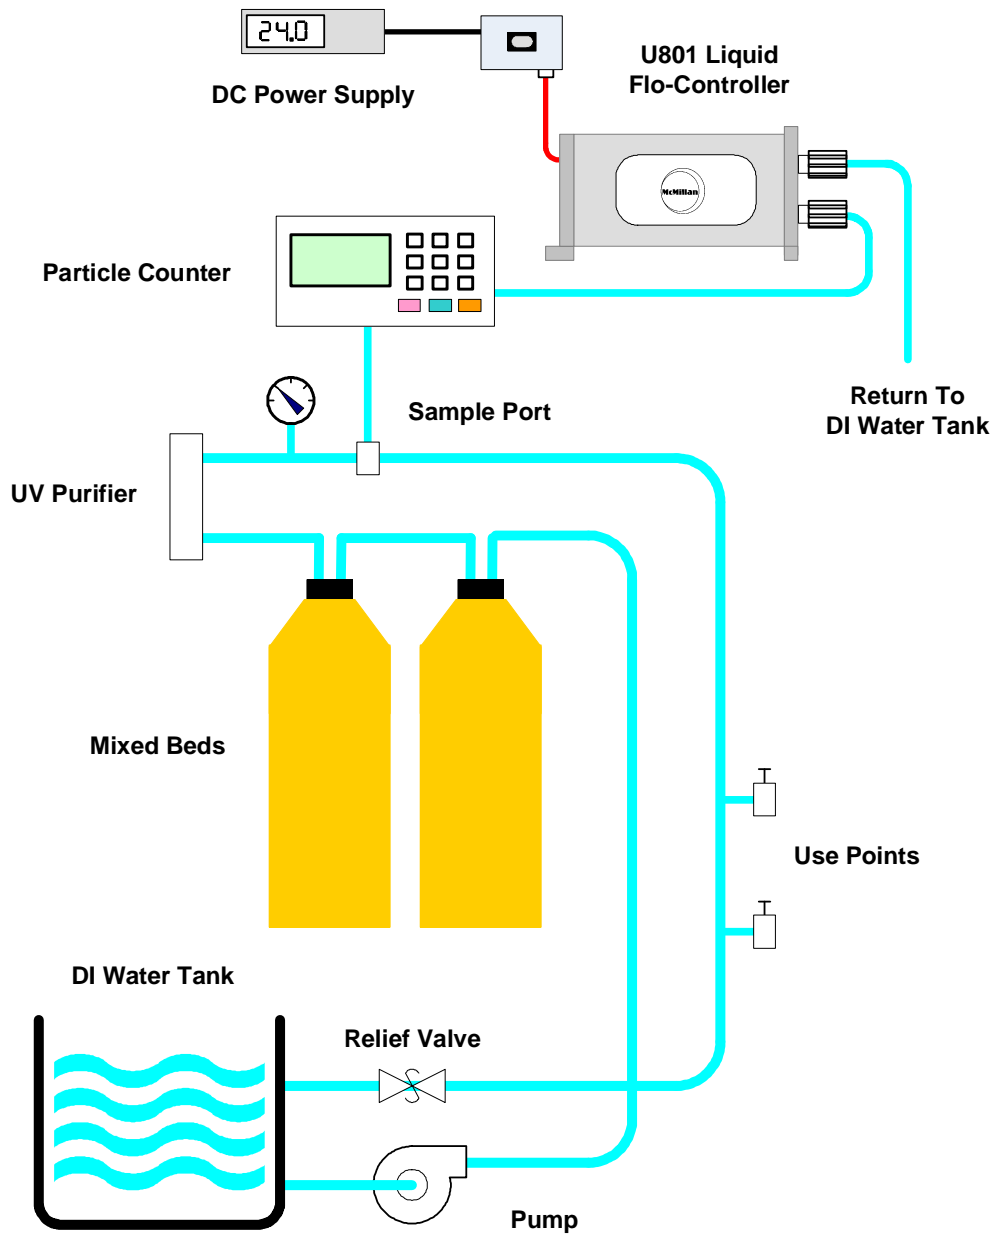 24.0
DC Power Supply
U801 Liquid
Flo-Controller
McMillan
Particle Counter
Sample Port
Return To
DI Water Tank
UV Purifier
Mixed Beds
Use Points
DI Water Tank
Relief Valve
Pump